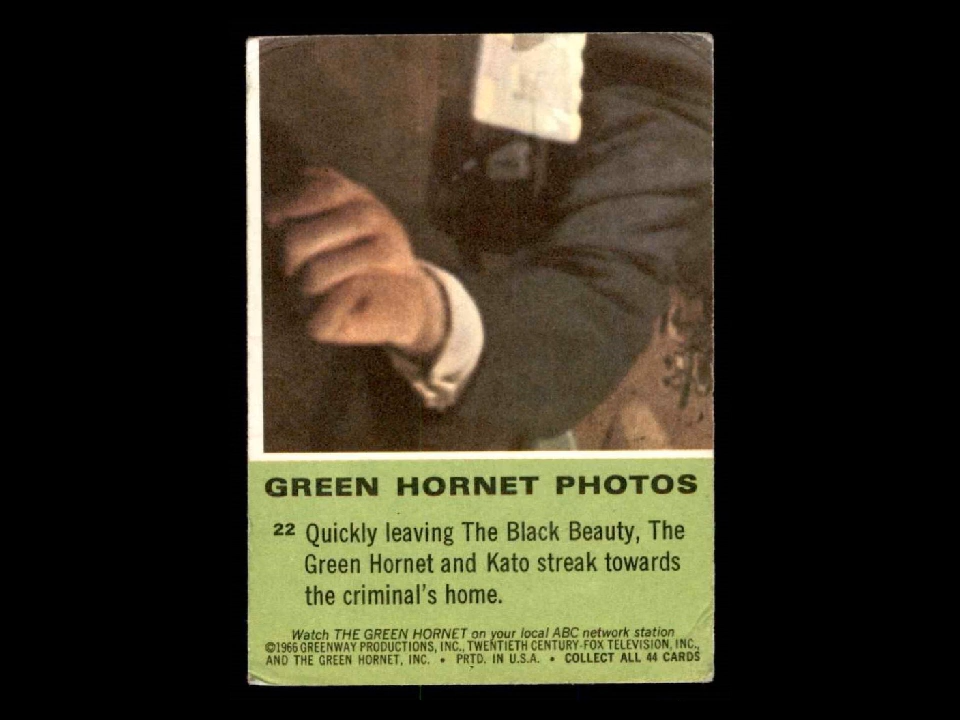 GREEN HORNET PHOTOS
22 Quickly leaving The Black Beauty, The
Green Hornet and Kato streak towards
the criminal's home.
Watch THE GREEN HORNET on your local ABC network station
©1966 GREENWAY PRODUCTIONS, INC., TWENTIETH CENTURY-FOX TELEVISION, INC.,
AND THE GREEN HORNET, INC. • PRTD. IN U.S.A. • COLLECT ALL 44 CARDS